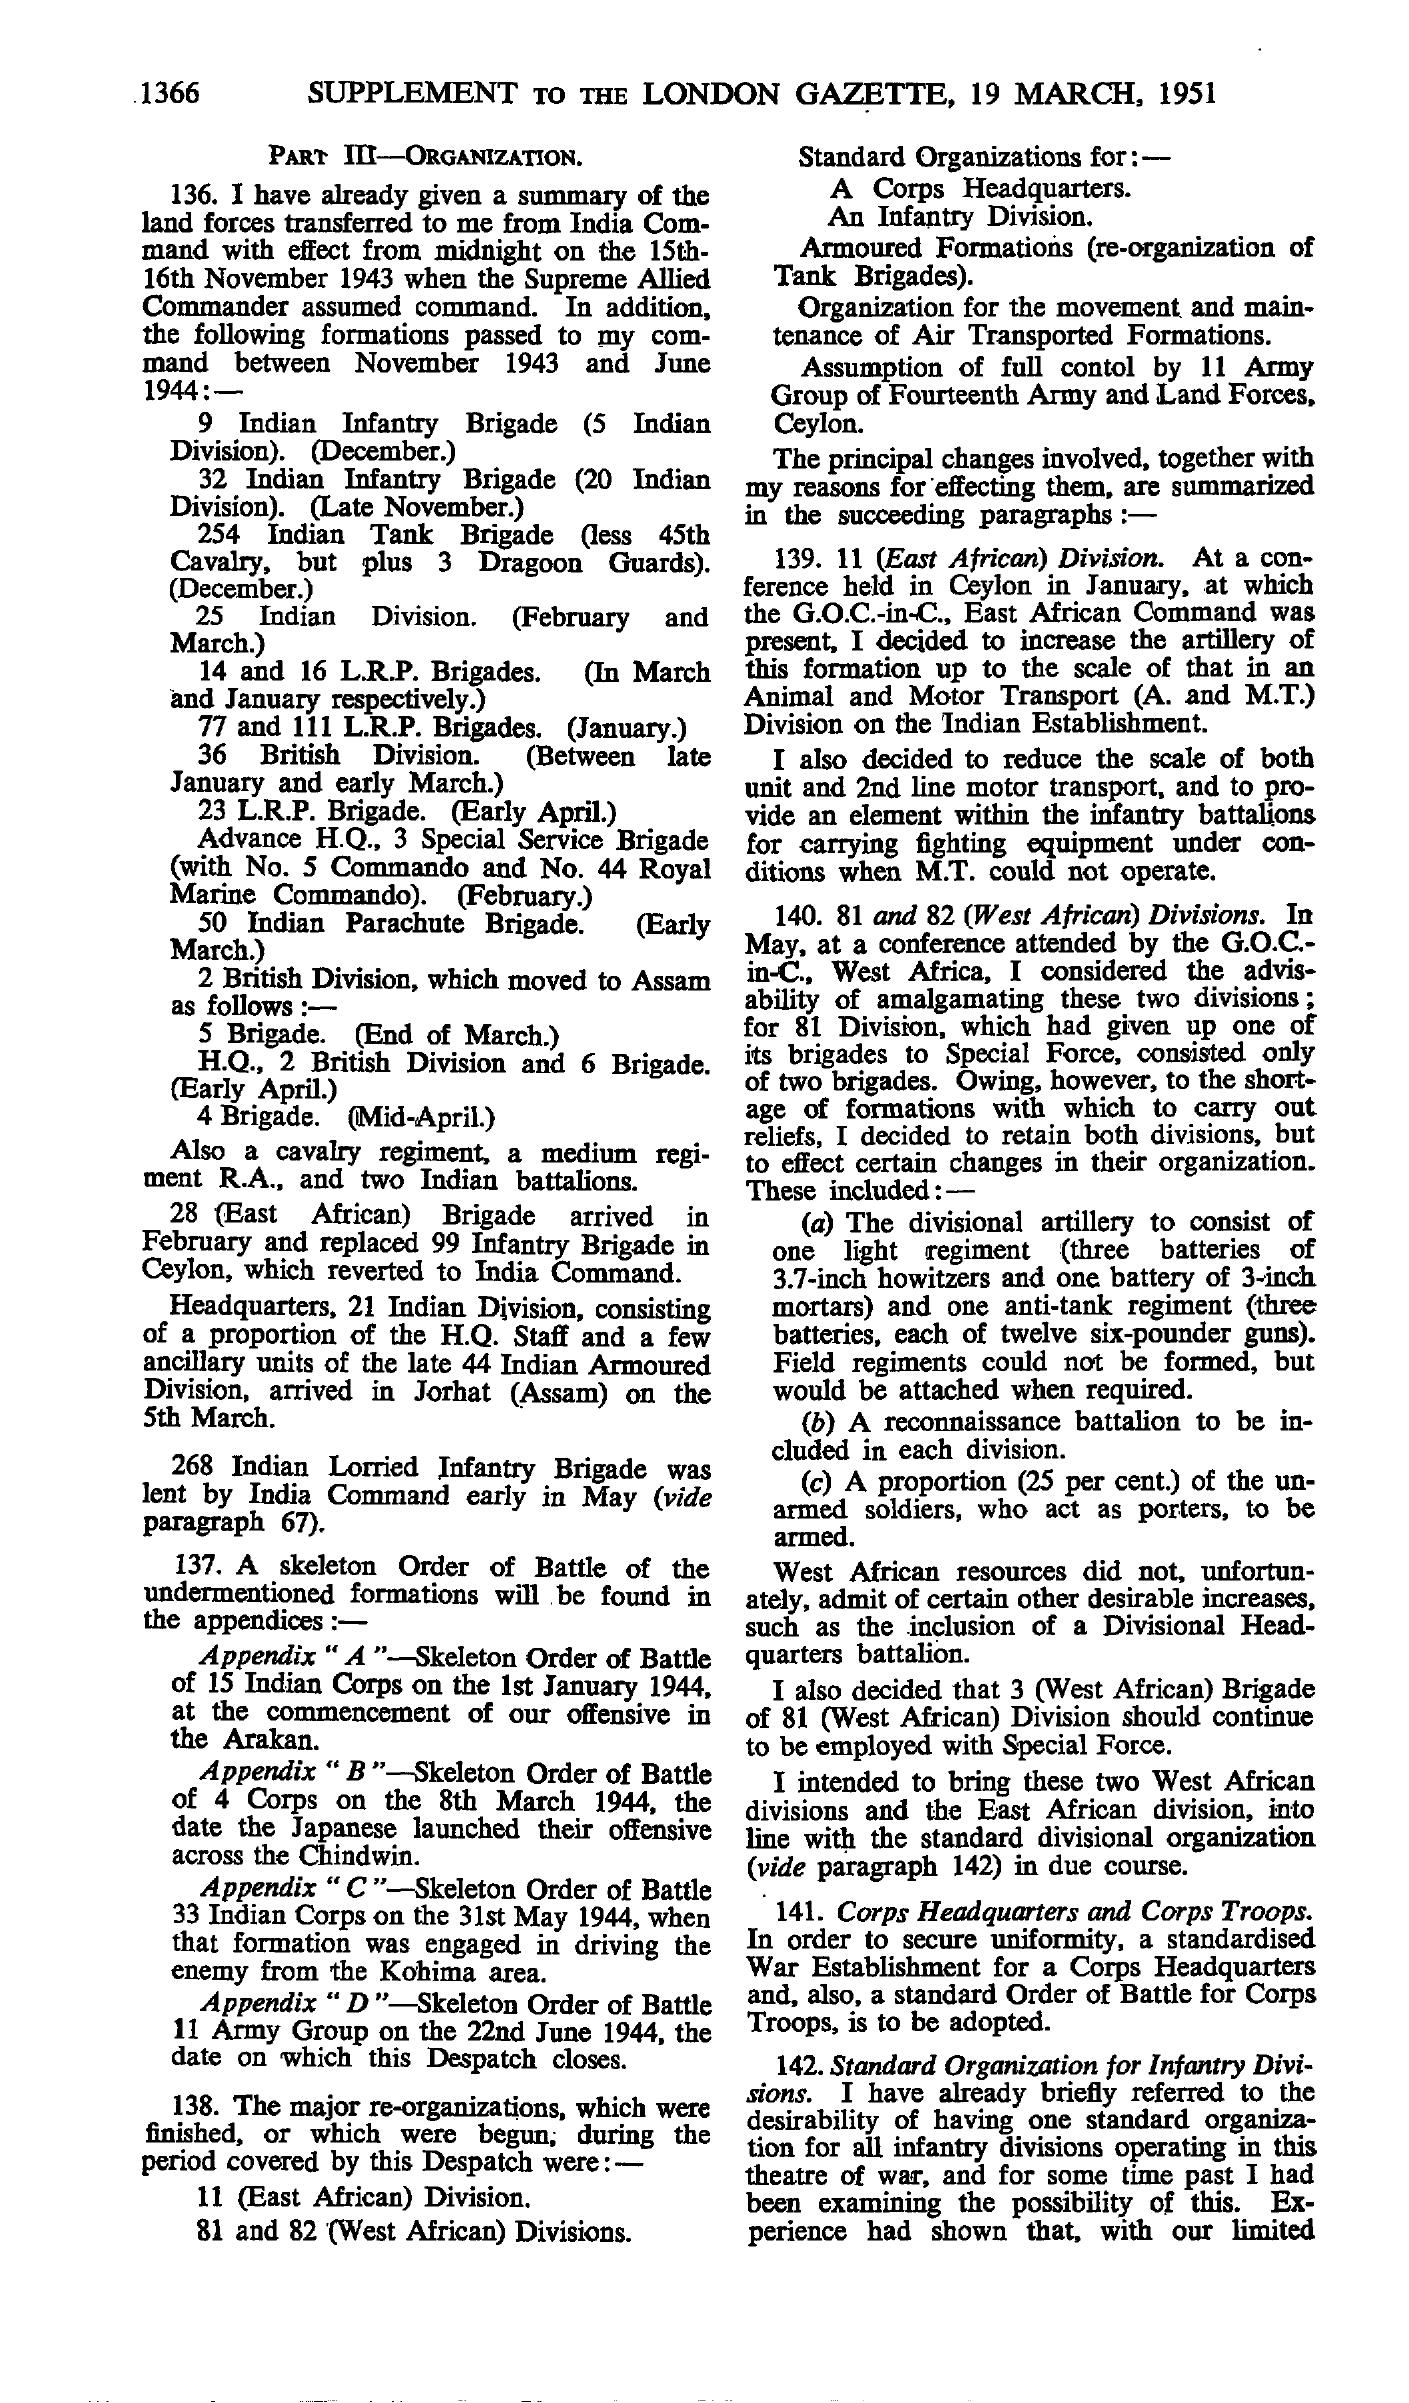 1366 SUPPLEMENT TO THE LONDON GAZETTE, 19 MARCH, 1951
PART III—ORGANIZATION.
136. I have already given a summary of the
land forces transferred to me from India Com-
mand with effect from midnight on the 15th-
16th November 1943 when the Supreme Allied
Commander assumed command. In addition,
the following formations passed to my com-
mand between November 1943 and June
1944:—
9 Indian Infantry Brigade (5 Indian
Division). (December.)
32 Indian Infantry Brigade (20 Indian
Division). (Late November.)
254 Indian Tank Brigade (less 45th
Cavalry, but plus 3 Dragoon Guards).
(December.)
25 Indian Division. (February and
March.)
14 and 16 L.R.P. Brigades. (In March
and January respectively.)
77 and 111 L.R.P. Brigades. (January.)
36 British Division. (Between late
January and early March.)
23 L.R.P. Brigade. (Early April.)
Advance H.Q., 3 Special Service Brigade
(with No. 5 Commando and No. 44 Royal
Marine Commando). (February.)
50 Indian Parachute Brigade. (Early
March.)
2 British Division, which moved to Assam
as follows:—
5 Brigade. (End of March.)
H.Q., 2 British Division and 6 Brigade.
(Early April.)
4 Brigade. (Mid-April.)
Also a cavalry regiment, a medium regi-
ment R.A., and two Indian battalions.
28 (East African) Brigade arrived in
February and replaced 99 Infantry Brigade in
Ceylon, which reverted to India Command.
Headquarters, 21 Indian Division, consisting
of a proportion of the H.Q. Staff and a few
ancillary units of the late 44 Indian Armoured
Division, arrived in Jorhat (Assam) on the
5th March.
268 Indian Lorried Infantry Brigade was
lent by India Command early in May (vide
paragraph 67).
137. A skeleton Order of Battle of the
undermentioned formations will be found in
the appendices:—
Appendix “ A ”—Skeleton Order of Battle
of 15 Indian Corps on the 1st January 1944,
at the commencement of our offensive in
the Arakan.
Appendix “ B ”—Skeleton Order of Battle
of 4 Corps on the 8th March 1944, the
date the Japanese launched their offensive
across the Chindwin.
Appendix “ C ”—Skeleton Order of Battle
33 Indian Corps on the 31st May 1944, when
that formation was engaged in driving the
enemy from the Kohima area.
Appendix “ D ”—Skeleton Order of Battle
11 Army Group on the 22nd June 1944, the
date on which this Despatch closes.
138. The major re-organizations, which were
finished, or which were begun, during the
period covered by this Despatch were:—
11 (East African) Division.
81 and 82 (West African) Divisions.
Standard Organizations for:—
A Corps Headquarters.
An Infantry Division.
Armoured Formations (re-organization of
Tank Brigades).
Organization for the movement and main-
tenance of Air Transported Formations.
Assumption of full contol by 11 Army
Group of Fourteenth Army and Land Forces,
Ceylon.
The principal changes involved, together with
my reasons for effecting them, are summarized
in the succeeding paragraphs:—
139. 11 (East African) Division. At a con-
ference held in Ceylon in January, at which
the G.O.C.-in-C., East African Command was
present, I decided to increase the artillery of
this formation up to the scale of that in an
Animal and Motor Transport (A. and M.T.)
Division on the Indian Establishment.
I also decided to reduce the scale of both
unit and 2nd line motor transport, and to pro-
vide an element within the infantry battalions
for carrying fighting equipment under con-
ditions when M.T. could not operate.
140. 81 and 82 (West African) Divisions. In
May, at a conference attended by the G.O.C.-
in-C., West Africa, I considered the advis-
ability of amalgamating these two divisions;
for 81 Division, which had given up one of
its brigades to Special Force, consisted only
of two brigades. Owing, however, to the short-
age of formations with which to carry out
reliefs, I decided to retain both divisions, but
to effect certain changes in their organization.
These included:—
(a) The divisional artillery to consist of
one light regiment (three batteries of
3.7-inch howitzers and one battery of 3-inch
mortars) and one anti-tank regiment (three
batteries, each of twelve six-pounder guns).
Field regiments could not be formed, but
would be attached when required.
(b) A reconnaissance battalion to be in-
cluded in each division.
(c) A proportion (25 per cent.) of the un-
armed soldiers, who act as porters, to be
armed.
West African resources did not, unfortun-
ately, admit of certain other desirable increases,
such as the inclusion of a Divisional Head-
quarters battalion.
I also decided that 3 (West African) Brigade
of 81 (West African) Division should continue
to be employed with Special Force.
I intended to bring these two West African
divisions and the East African division, into
line with the standard divisional organization
(vide paragraph 142) in due course.
141. Corps Headquarters and Corps Troops.
In order to secure uniformity, a standardised
War Establishment for a Corps Headquarters
and, also, a standard Order of Battle for Corps
Troops, is to be adopted.
142. Standard Organization for Infantry Divi-
sions. I have already briefly referred to the
desirability of having one standard organiza-
tion for all infantry divisions operating in this
theatre of war, and for some time past I had
been examining the possibility of this. Ex-
perience had shown that, with our limited